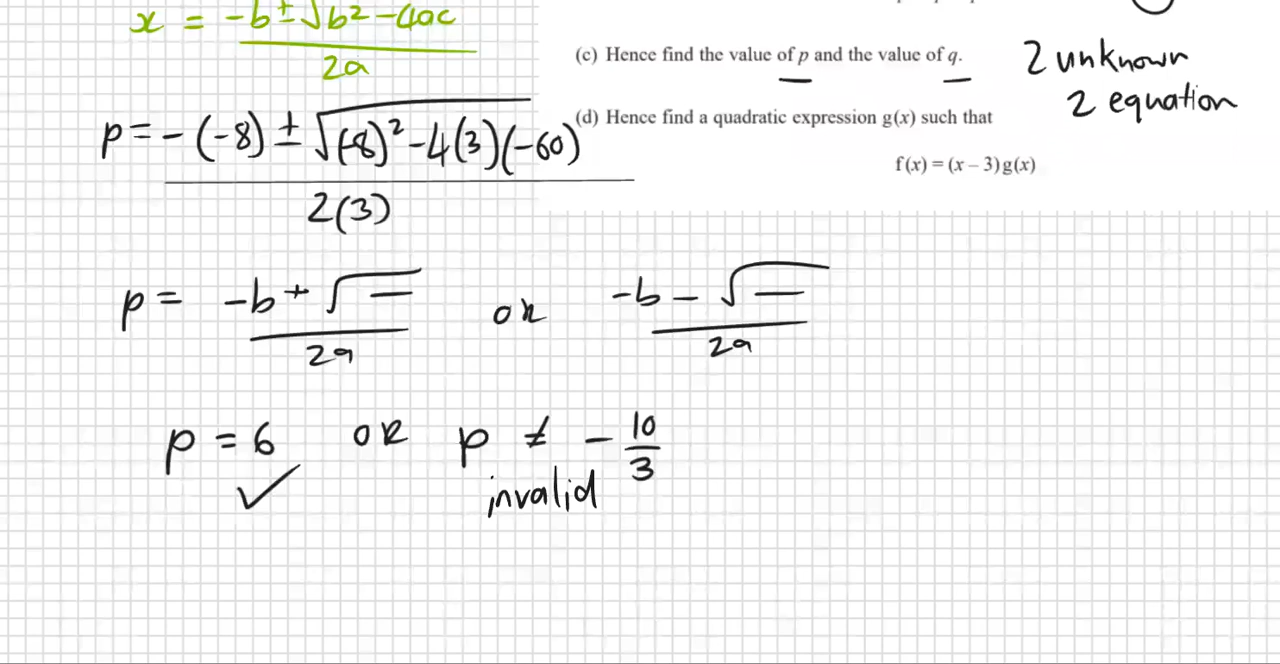 x = -b ± √b² - 4ac
2a
(c) Hence find the value of p and the value of q.
2 unknown
2 equation
(d) Hence find a quadratic expression g(x) such that
f(x) = (x – 3)g(x)
p = -(-8) ± √(-8)² - 4(3)(-60)
2(3)
p = -b + √= or -b - √=
2a 2a
p = 6 OR p ≠ - 10/3
✓ invalid